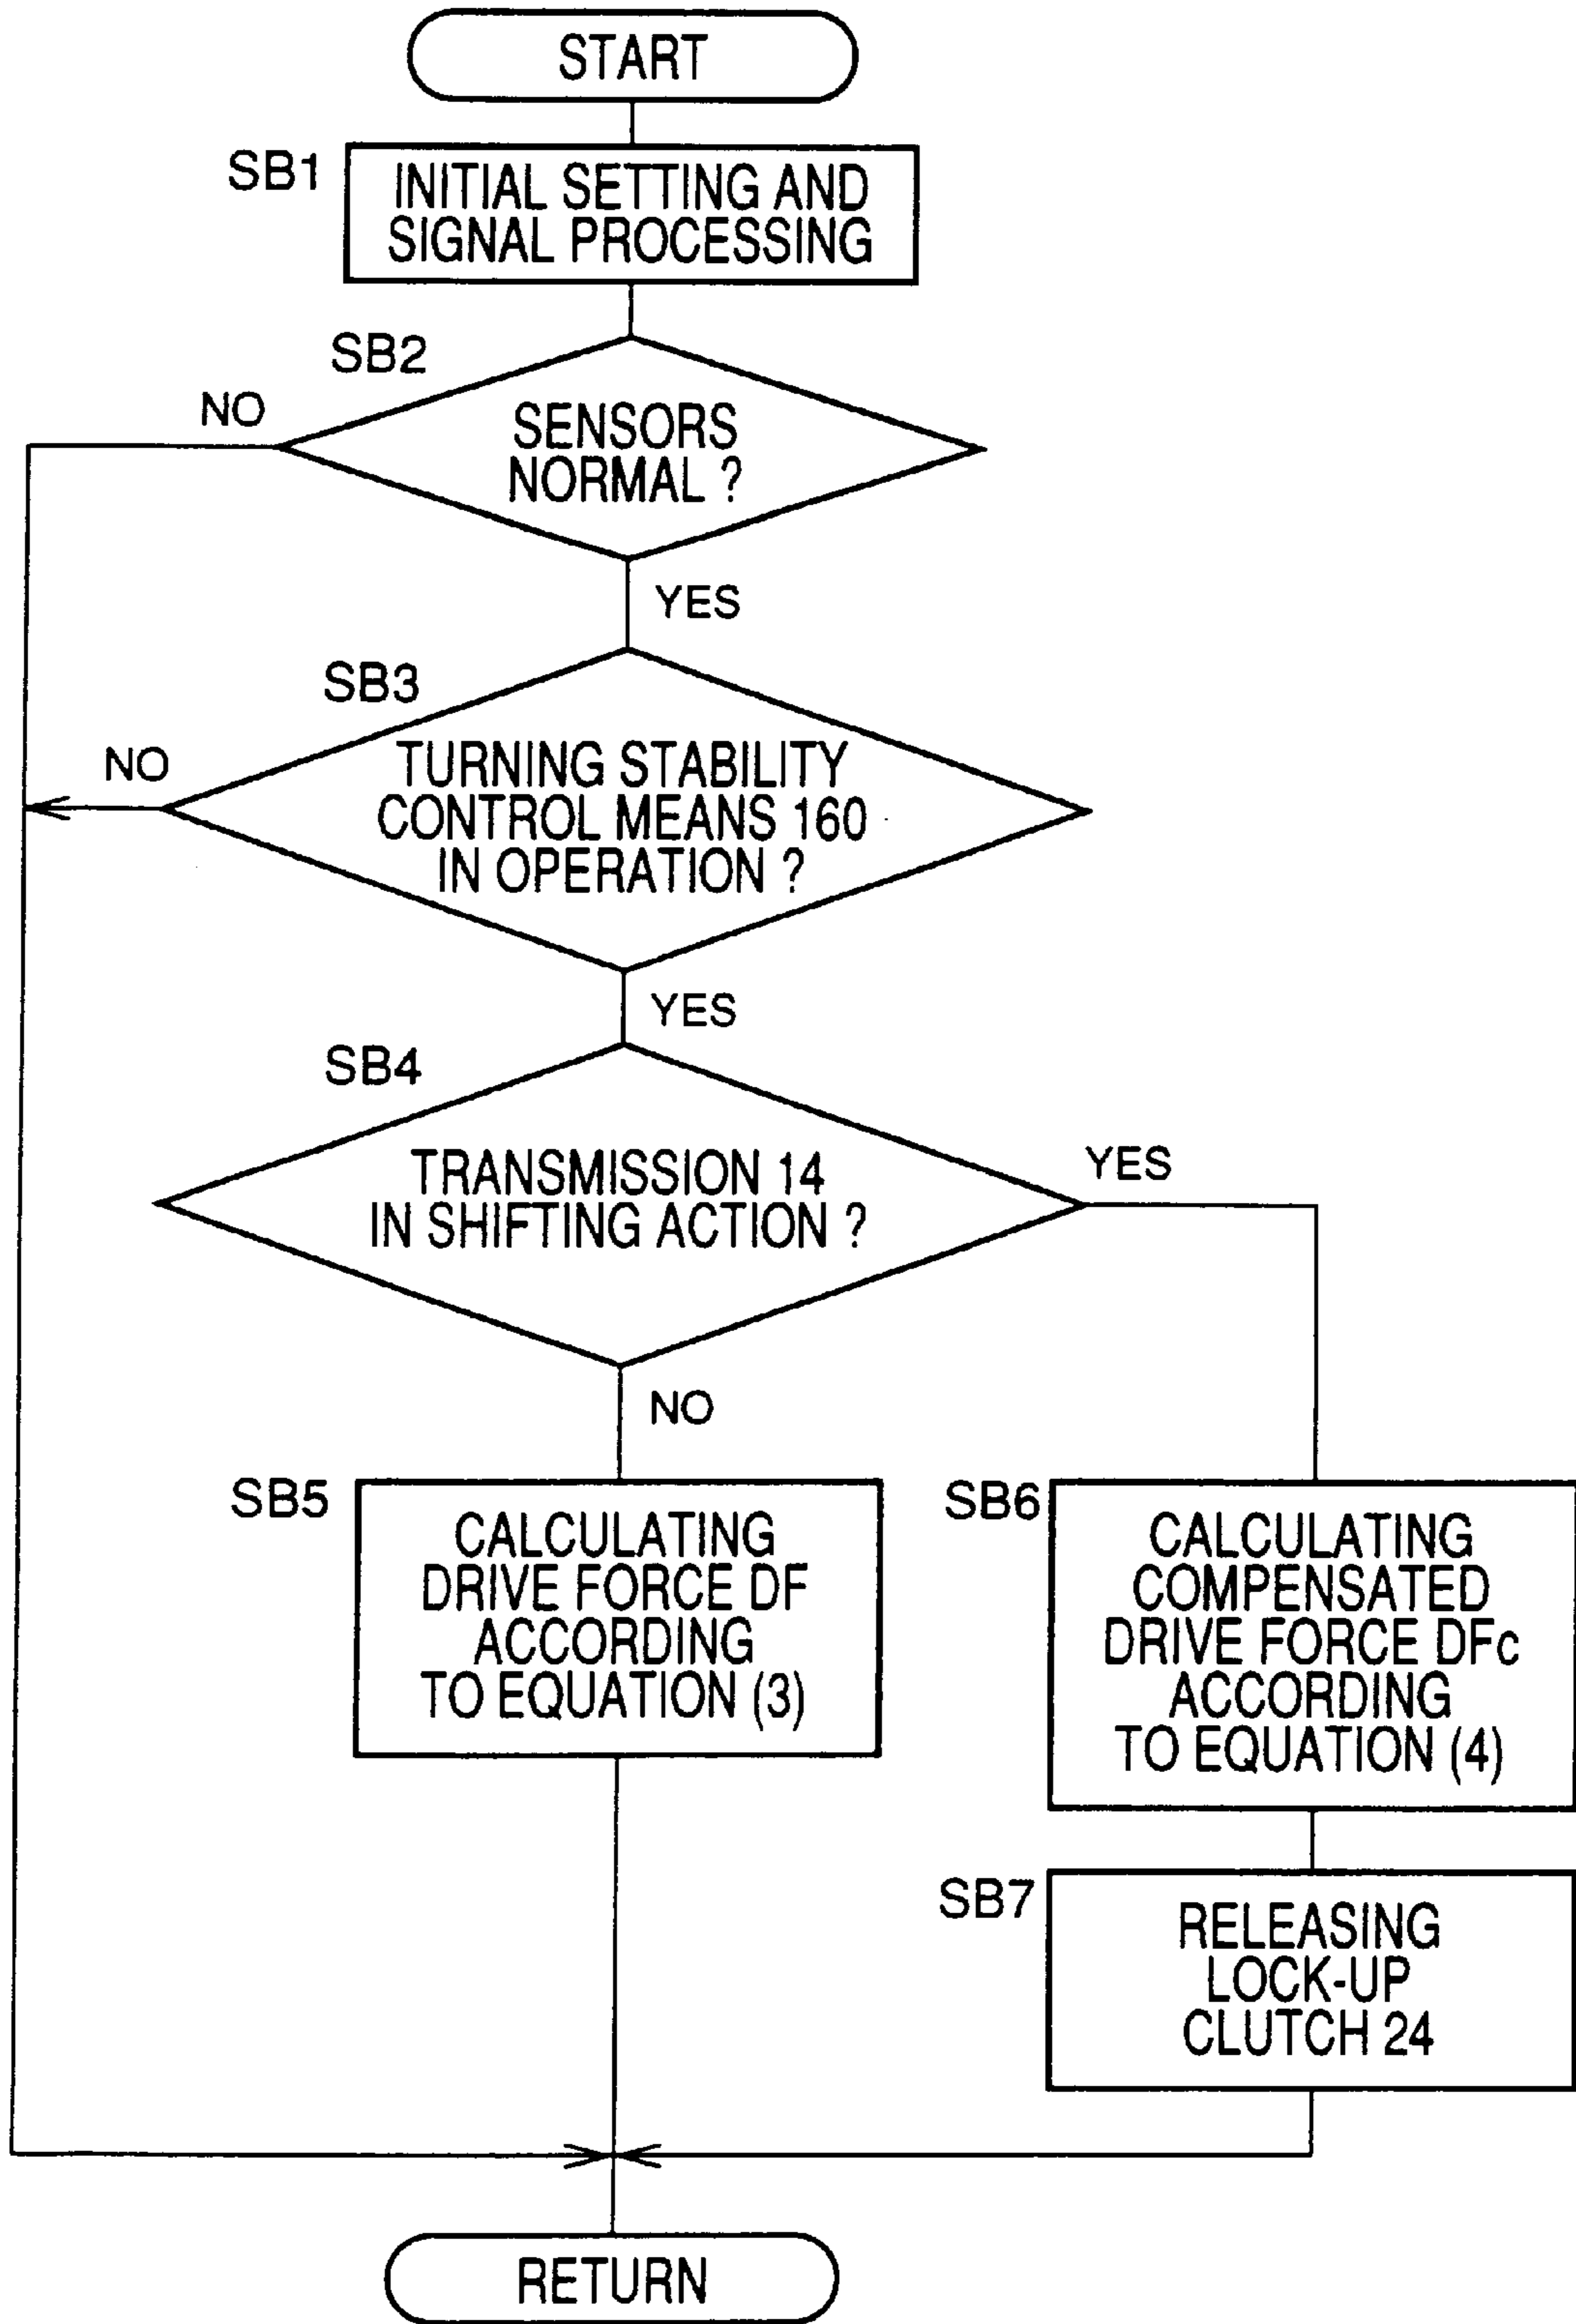 START
SB1
INITIAL SETTING AND
SIGNAL PROCESSING
SB2
NO
SENSORS
NORMAL ?
YES
SB3
NO
TURNING STABILITY
CONTROL MEANS 160
IN OPERATION ?
YES
SB4
TRANSMISSION 14
IN SHIFTING ACTION ?
YES
NO
SB5
CALCULATING
DRIVE FORCE DF
ACCORDING
TO EQUATION (3)
SB6
CALCULATING
COMPENSATED
DRIVE FORCE DFc
ACCORDING
TO EQUATION (4)
SB7
RELEASING
LOCK-UP
CLUTCH 24
RETURN